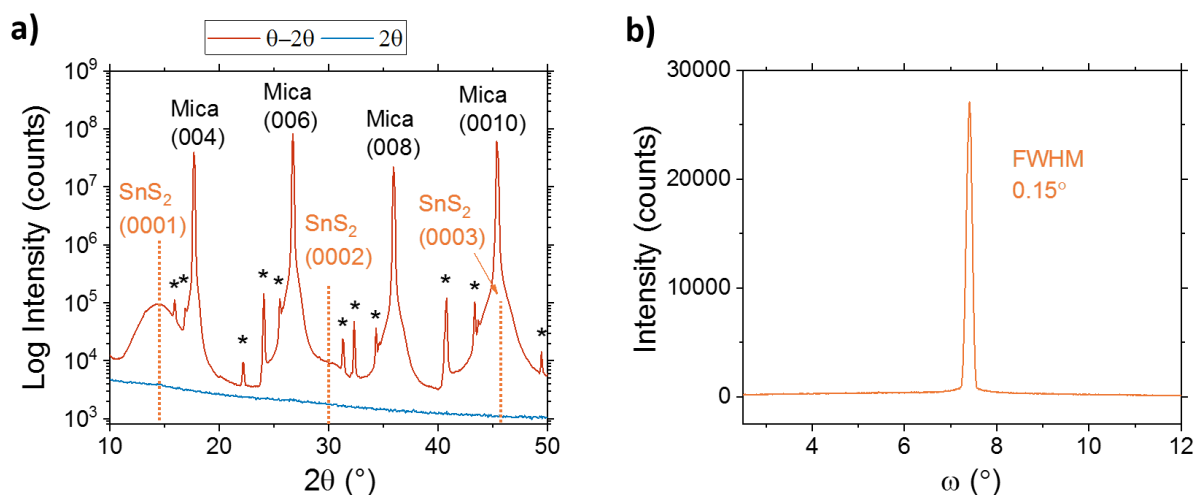 a)
θ–2θ 2θ
10⁹
10⁸
10⁷
10⁶
10⁵
10⁴
10³
Log Intensity (counts)
Mica
(004)
Mica
(006)
Mica
(008)
Mica
(0010)
SnS₂
(0001)
SnS₂
(0002)
SnS₂
(0003)
* * * * * * * * * * *
10 20 30 40 50
2θ (°)
b)
30000
20000
10000
0
Intensity (counts)
FWHM
0.15°
4 6 8 10 12
ω (°)